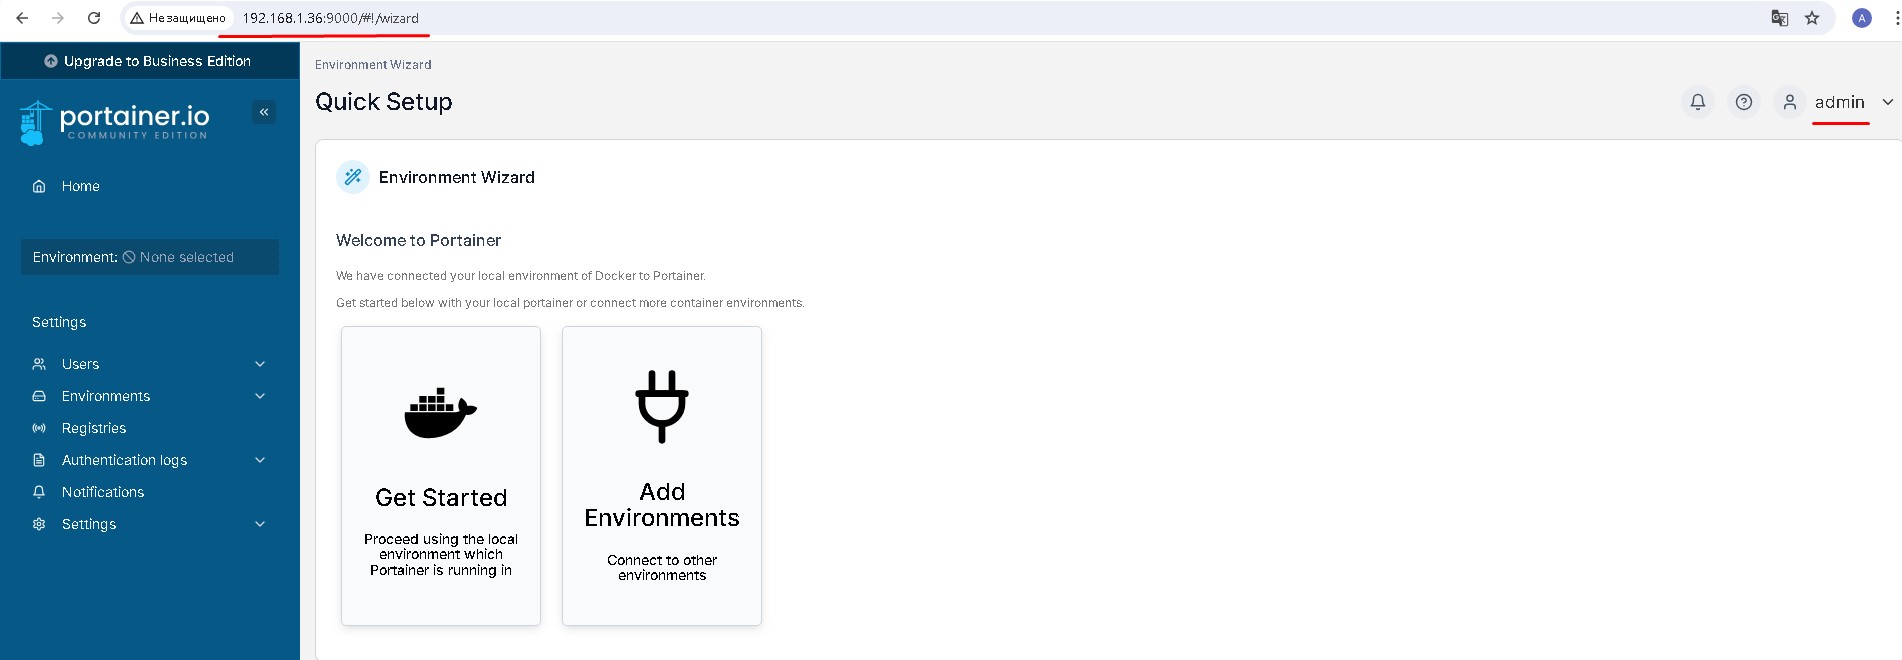 Не защищено 192.168.1.36:9000/#!/wizard
A
Upgrade to Business Edition
portainer.io
COMMUNITY EDITION
Home
Environment: None selected
Settings
Users
Environments
Registries
Authentication logs
Notifications
Settings
Environment Wizard
Quick Setup
admin
Environment Wizard
Welcome to Portainer
We have connected your local environment of Docker to Portainer.
Get started below with your local portainer or connect more container environments.
Get Started
Proceed using the local
environment which
Portainer is running in
Add
Environments
Connect to other
environments